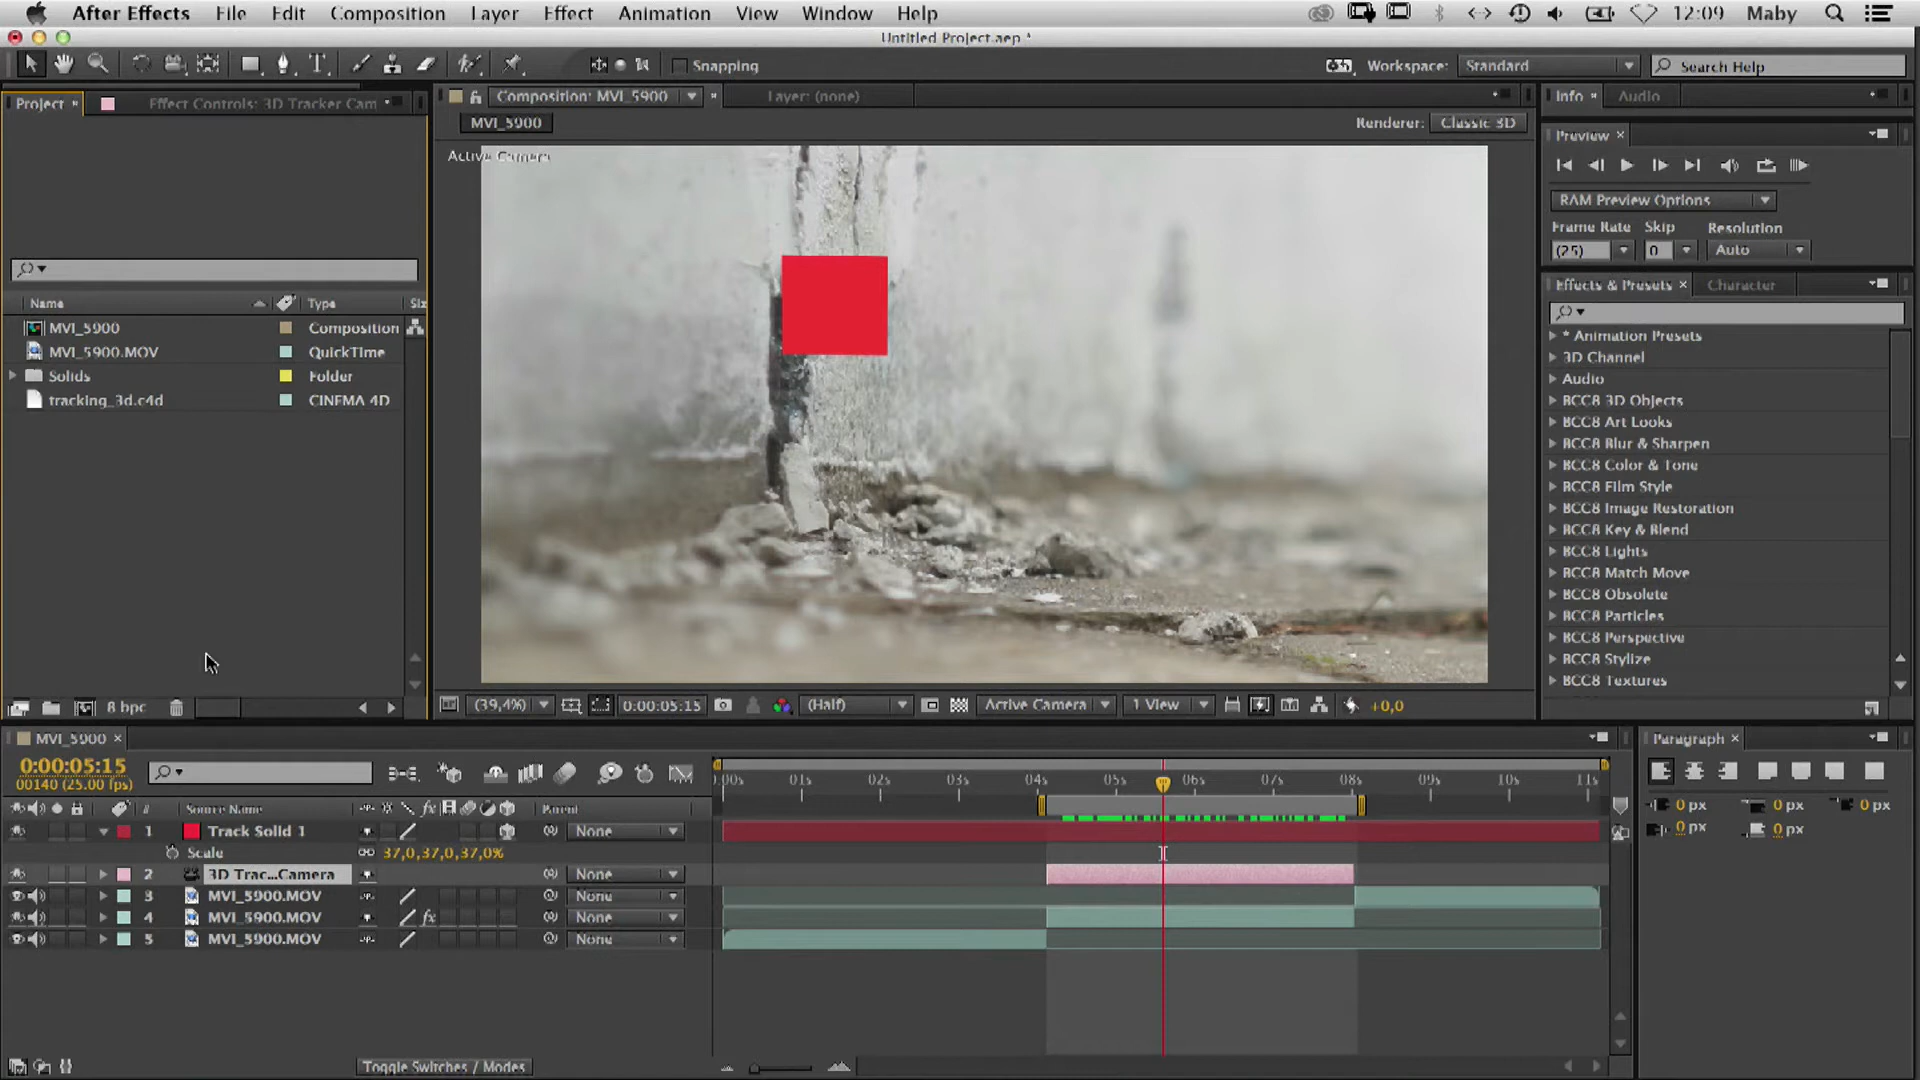 After Effects File Edit Composition Layer Effect Animation View Window Help 12:09 Maby
Untitled Project.aep *
Snapping Workspace: Standard Search Help
Project Effect Controls: 3D Tracker Cam Composition: MVI_5900 Layer: (none) Info Audio
MVI_5900 Renderer: Classic 3D
Active Camera
Preview
RAM Preview Options
Frame Rate Skip Resolution
(25) 0 Auto
Effects & Presets Character
Name Type Siz
MVI_5900 Composition
MVI_5900.MOV QuickTime
Solids Folder
tracking_3d.c4d CINEMA 4D
* Animation Presets
3D Channel
Audio
BCC8 3D Objects
BCC8 Art Looks
BCC8 Blur & Sharpen
BCC8 Color & Tone
BCC8 Film Style
BCC8 Image Restoration
BCC8 Key & Blend
BCC8 Lights
BCC8 Match Move
BCC8 Obsolete
BCC8 Particles
BCC8 Perspective
BCC8 Stylize
BCC8 Textures
8 bpc (39,4%) 0:00:05:15 (Half) Active Camera 1 View +0,0
MVI_5900 Paragraph
0:00:05:15
00140 (25.00 fps)
:00s 01s 02s 03s 04s 05s 06s 07s 08s 09s 10s 11s
# Source Name fx Parent
0 px 0 px 0 px
0 px 0 px
1 Track Solid 1 None
Scale 37,0,37,0,37,0%
2 3D Trac...Camera None
3 MVI_5900.MOV None
4 MVI_5900.MOV fx None
5 MVI_5900.MOV None
Toggle Switches / Modes